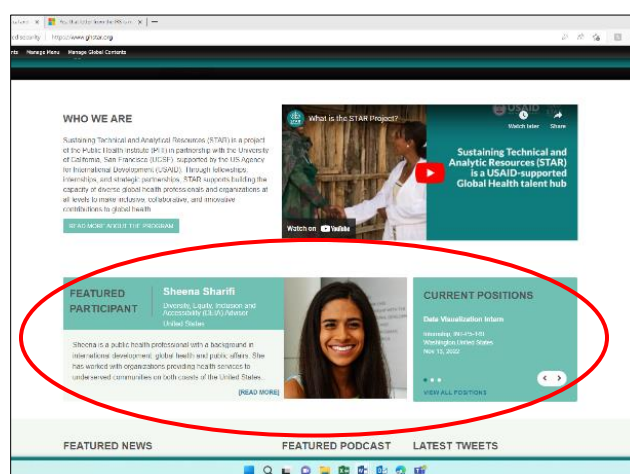 https://www.ghstar.org
Manage Menu Manage Global Contents
WHO WE ARE
Sustaining Technical and Analytical Resources (STAR) is a project
of the Public Health Institute (PHI) in partnership with the University
of California, San Francisco (UCSF), supported by the US Agency
for International Development (USAID). Through fellowships,
internships, and strategic partnerships, STAR supports building the
capacity of diverse global health professionals and organizations at
all levels to make inclusive, collaborative, and innovative
contributions to global health.
READ MORE ABOUT THE PROGRAM
What is the STAR Project?
USAID
Watch later Share
Sustaining Technical and
Analytic Resources (STAR)
is a USAID-supported
Global Health talent hub
Watch on YouTube
FEATURED
PARTICIPANT
Sheena Sharifi
Diversity, Equity, Inclusion and
Accessibility (DEIA) Advisor
United States
Sheena is a public health professional with a background in
international development, global health and public affairs. She
has worked with organizations providing health services to
underserved communities on both coasts of the United States...
[READ MORE]
CURRENT POSITIONS
Data Visualization Intern
Washington United States
VIEW ALL POSITIONS
FEATURED NEWS
FEATURED PODCAST
LATEST TWEETS